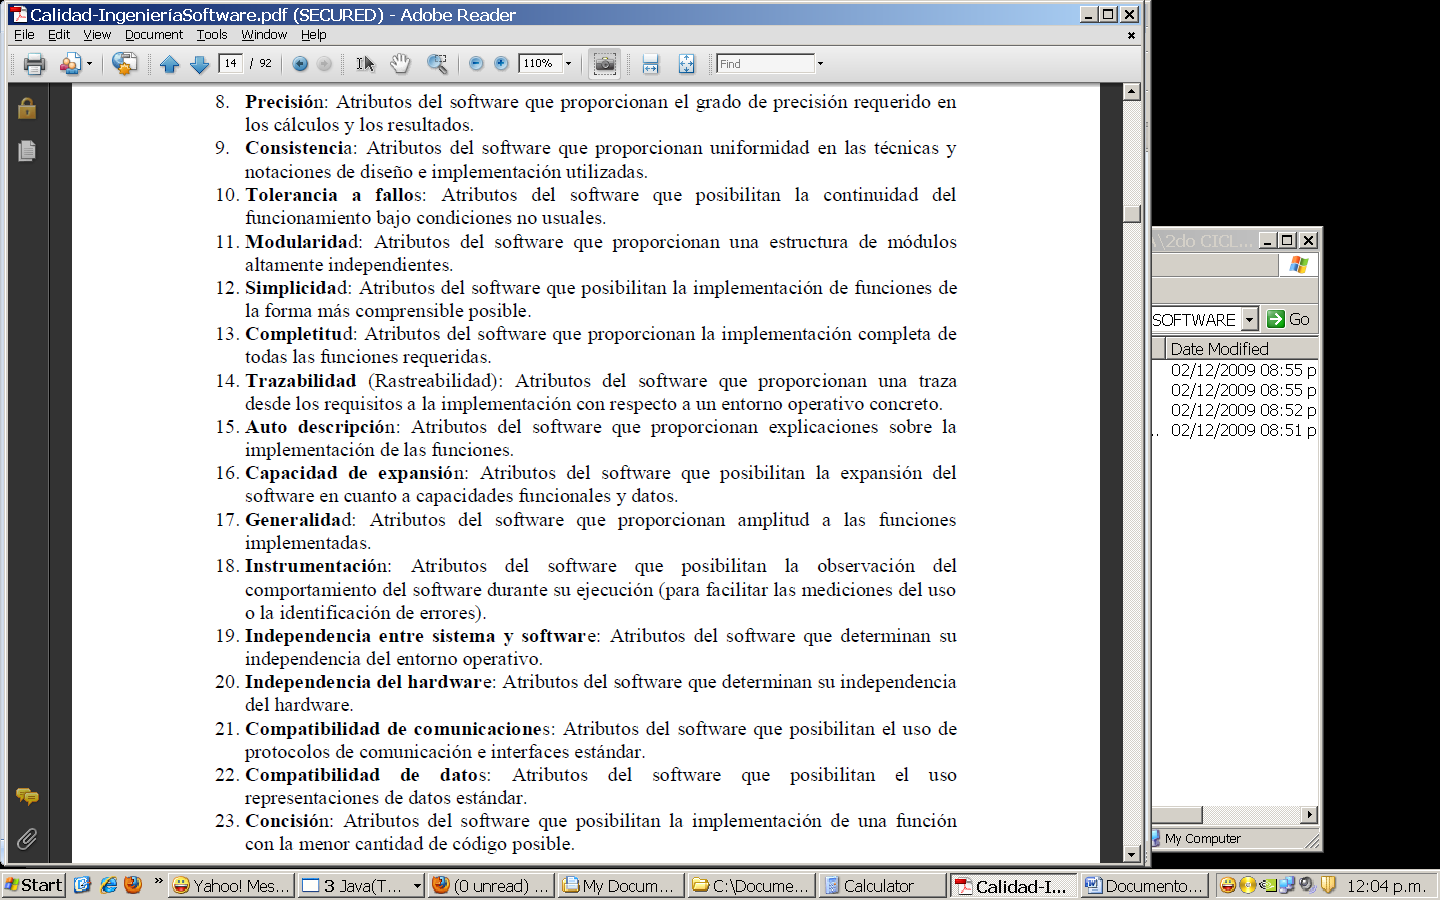 Calidad-IngenieríaSoftware.pdf (SECURED) - Adobe Reader
File Edit View Document Tools Window Help
14 / 92 110% Find
8. Precisión: Atributos del software que proporcionan el grado de precisión requerido en
los cálculos y los resultados.
9. Consistencia: Atributos del software que proporcionan uniformidad en las técnicas y
notaciones de diseño e implementación utilizadas.
10. Tolerancia a fallos: Atributos del software que posibilitan la continuidad del
funcionamiento bajo condiciones no usuales.
11. Modularidad: Atributos del software que proporcionan una estructura de módulos
altamente independientes.
12. Simplicidad: Atributos del software que posibilitan la implementación de funciones de
la forma más comprensible posible.
13. Completitud: Atributos del software que proporcionan la implementación completa de
todas las funciones requeridas.
14. Trazabilidad (Rastreabilidad): Atributos del software que proporcionan una traza
desde los requisitos a la implementación con respecto a un entorno operativo concreto.
15. Auto descripción: Atributos del software que proporcionan explicaciones sobre la
implementación de las funciones.
16. Capacidad de expansión: Atributos del software que posibilitan la expansión del
software en cuanto a capacidades funcionales y datos.
17. Generalidad: Atributos del software que proporcionan amplitud a las funciones
implementadas.
18. Instrumentación: Atributos del software que posibilitan la observación del
comportamiento del software durante su ejecución (para facilitar las mediciones del uso
o la identificación de errores).
19. Independencia entre sistema y software: Atributos del software que determinan su
independencia del entorno operativo.
20. Independencia del hardware: Atributos del software que determinan su independencia
del hardware.
21. Compatibilidad de comunicaciones: Atributos del software que posibilitan el uso de
protocolos de comunicación e interfaces estándar.
22. Compatibilidad de datos: Atributos del software que posibilitan el uso
representaciones de datos estándar.
23. Concisión: Atributos del software que posibilitan la implementación de una función
con la menor cantidad de código posible.
\2do CICL...
SOFTWARE Go
Date Modified
02/12/2009 08:55 p
02/12/2009 08:55 p
02/12/2009 08:52 p
.. 02/12/2009 08:51 p
My Computer
Start » Yahoo! Mes... 3 Java(T... (0 unread) ... My Docum... C:\Docume... Calculator Calidad-I... Documento... 12:04 p.m.